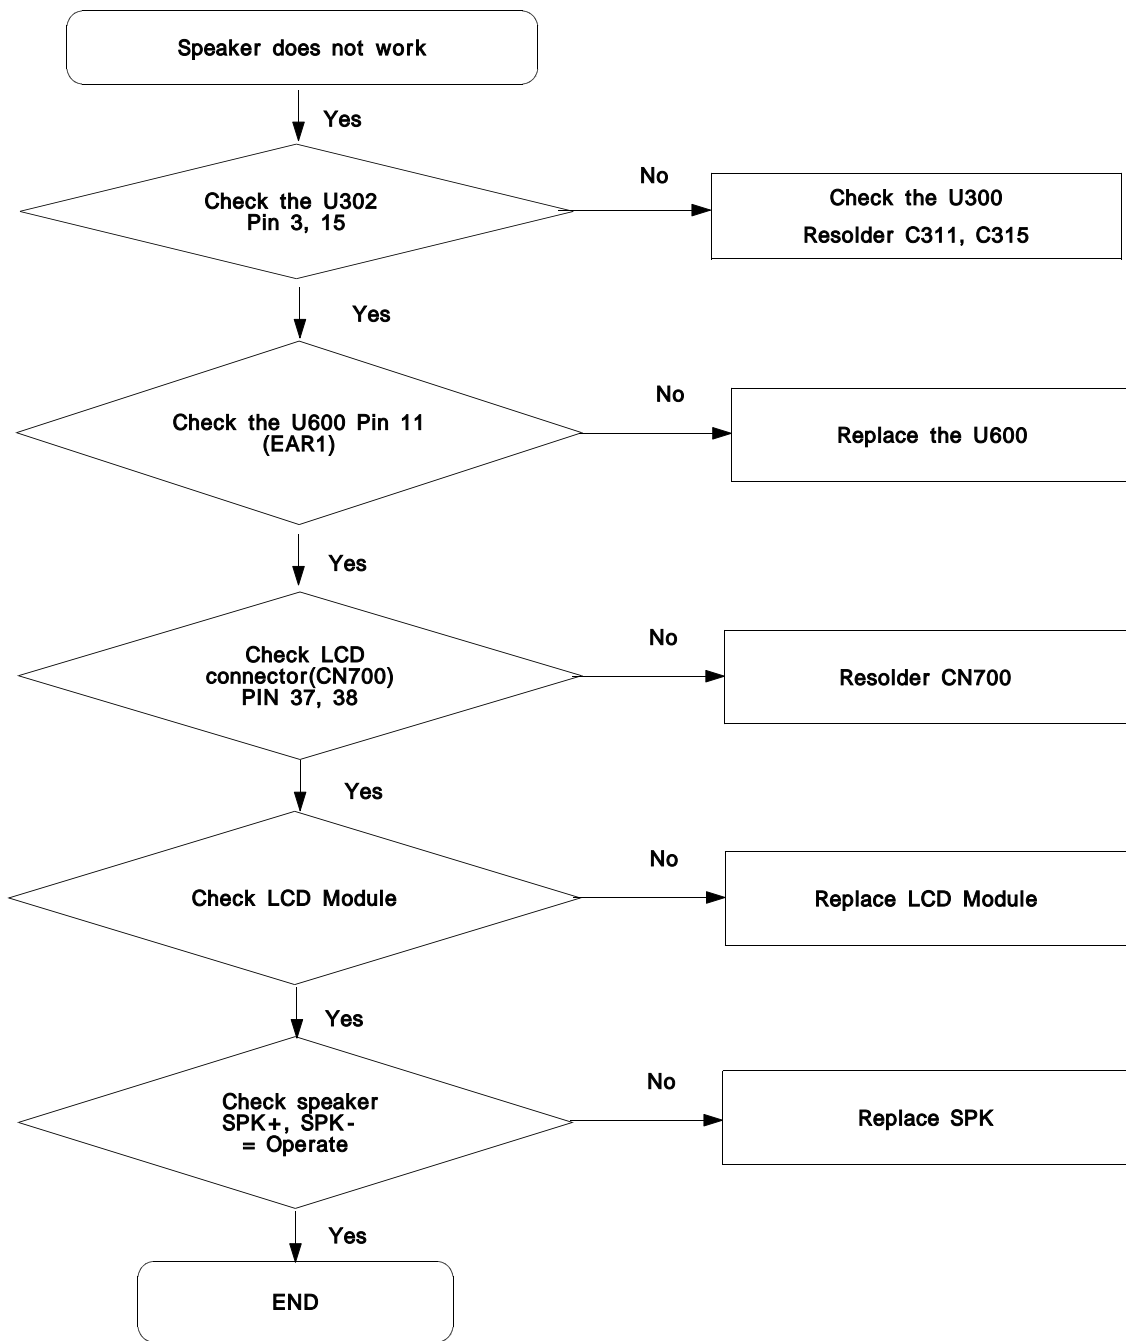 Speaker does not work
Yes
Check the U302
Pin 3, 15
No
Check the U300
Resolder C311, C315
Yes
Check the U600 Pin 11
(EAR1)
No
Replace the U600
Yes
Check LCD
connector(CN700)
PIN 37, 38
No
Resolder CN700
Yes
Check LCD Module
No
Replace LCD Module
Yes
Check speaker
SPK+, SPK-
= Operate
No
Replace SPK
Yes
END